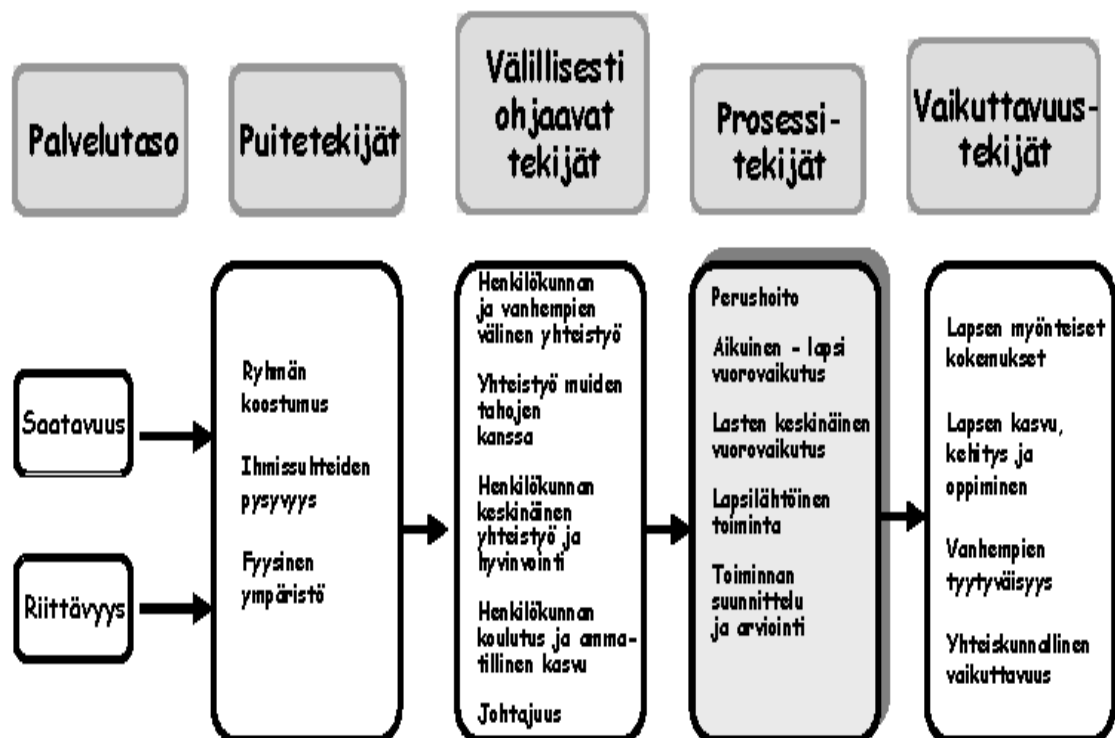 Palvelutaso
Puitetekijät
Välillisesti
ohjaavat
tekijät
Prosessi-
tekijät
Vaikuttavuus-
tekijät
Saatavuus
Riittävyys
Ryhmän
koostumus
Ihmissuhteiden
pysyvyys
Fyysinen
ympäristö
Henkilökunnan
ja vanhempien
välinen yhteistyö
Yhteistyö muiden
tahojen
kanssa
Henkilökunnan
keskinäinen
yhteistyö ja
hyvinvointi
Henkilökunnan
koulutus ja amma-
tillinen kasvu
Johtajuus
Perushoito
Aikuinen - lapsi
vuorovaikutus
Lasten keskinäinen
vuorovaikutus
Lapsilähtöinen
toiminta
Toiminnan
suunnittelu
ja arviointi
Lapsen myönteiset
kokemukset
Lapsen kasvu,
kehitys ja
oppiminen
Vanhempien
tyytyväisyys
Yhteiskunnallinen
vaikuttavuus